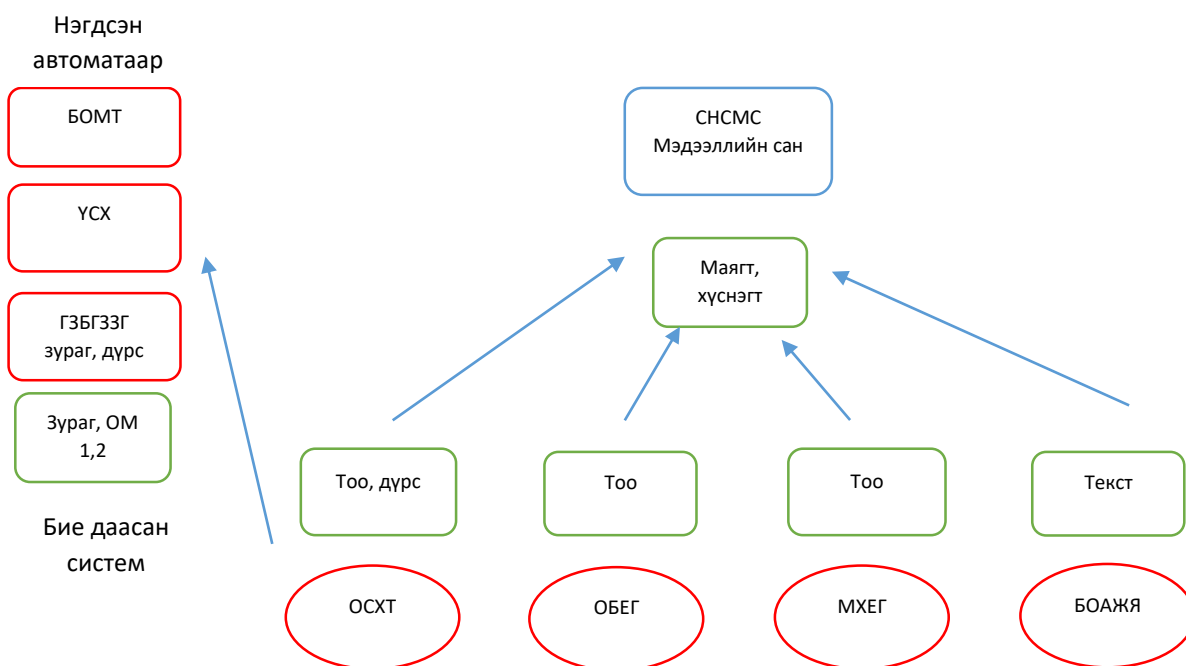 Нэгдсэн
автоматаар
БОМТ
ҮСХ
ГЗБГЗЗГ
зураг, дүрс
Зураг, ОМ
1,2
Бие даасан
систем
СНСМС
Мэдээллийн сан
Маягт,
хүснэгт
Тоо, дүрс
Тоо
Тоо
Текст
ОСХТ
ОБЕГ
МХЕГ
БОАЖЯ